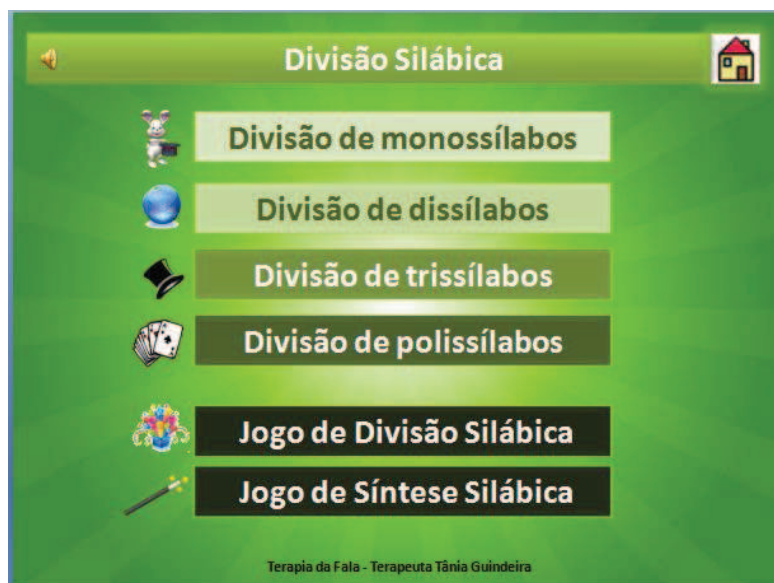 Divisão Silábica
Divisão de monossílabos
Divisão de dissílabos
Divisão de trissílabos
Divisão de polissílabos
Jogo de Divisão Silábica
Jogo de Síntese Silábica
Terapia da Fala - Terapeuta Tânia Guindeira